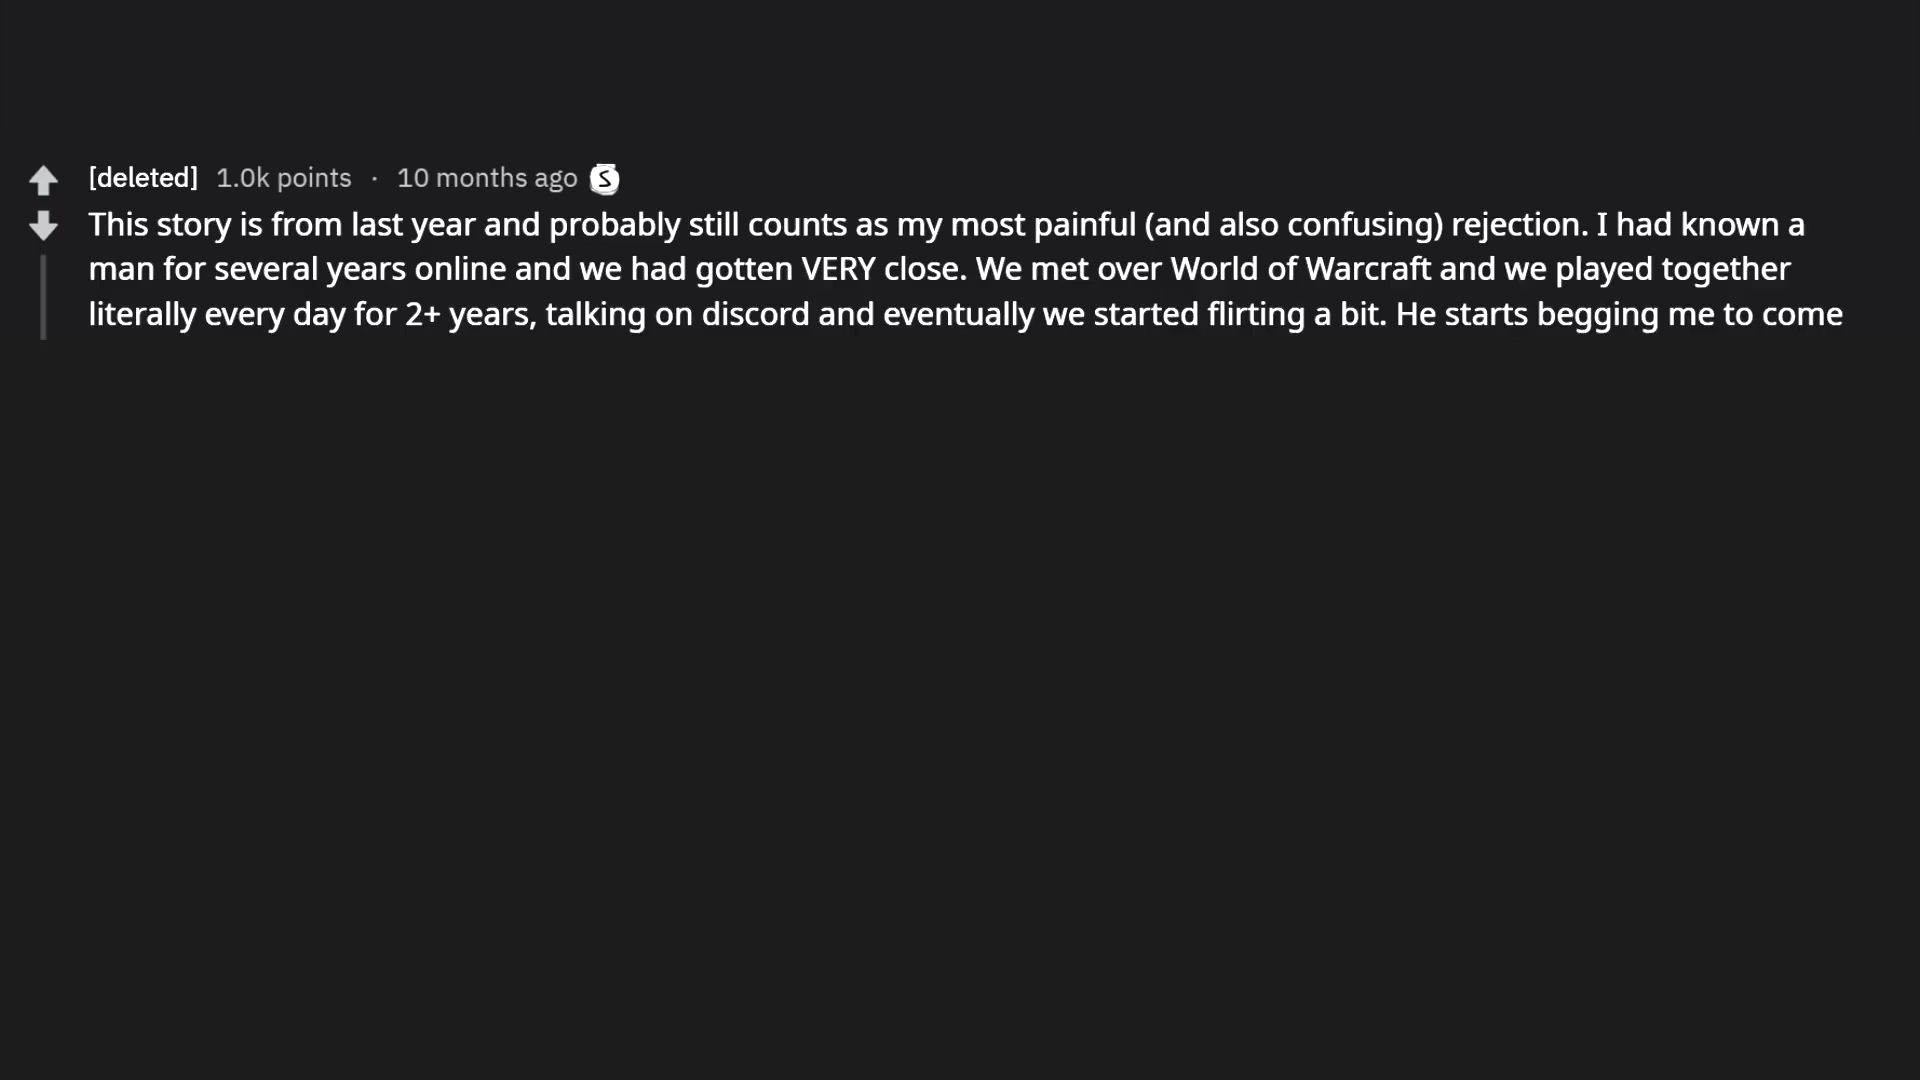 [deleted] 1.0k points · 10 months ago S
This story is from last year and probably still counts as my most painful (and also confusing) rejection. I had known a
man for several years online and we had gotten VERY close. We met over World of Warcraft and we played together
literally every day for 2+ years, talking on discord and eventually we started flirting a bit. He starts begging me to come